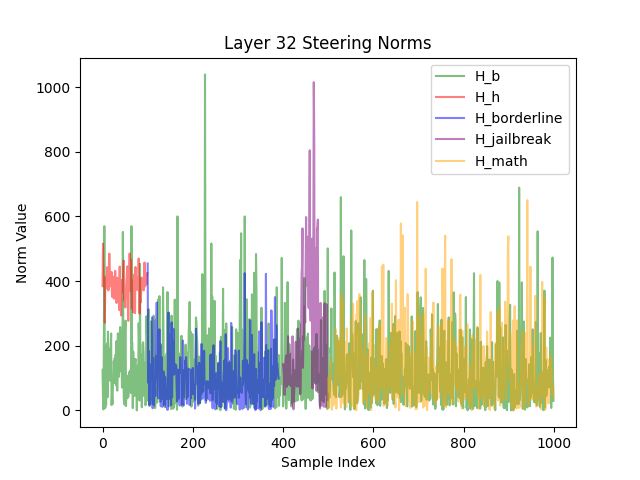 Layer 32 Steering Norms
H_b
H_h
H_borderline
H_jailbreak
H_math
Norm Value
1000
800
600
400
200
0
0 200 400 600 800 1000
Sample Index